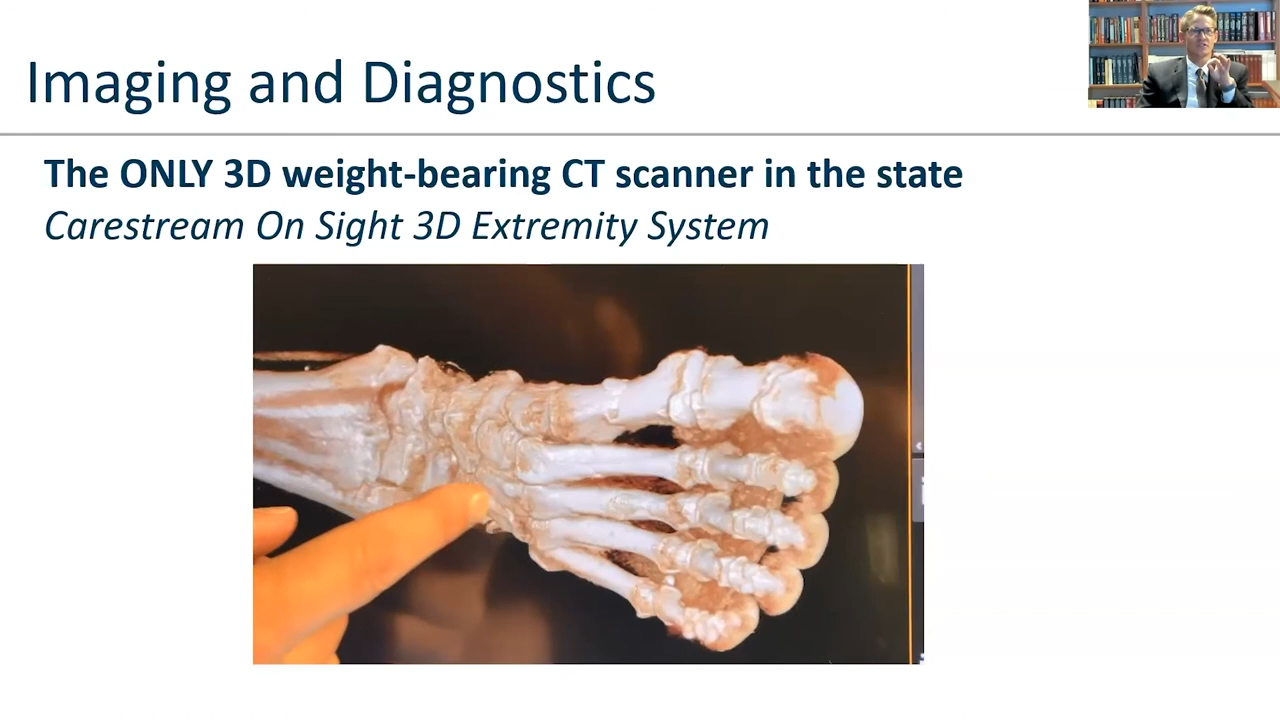 Imaging and Diagnostics
The ONLY 3D weight-bearing CT scanner in the state
Carestream On Sight 3D Extremity System